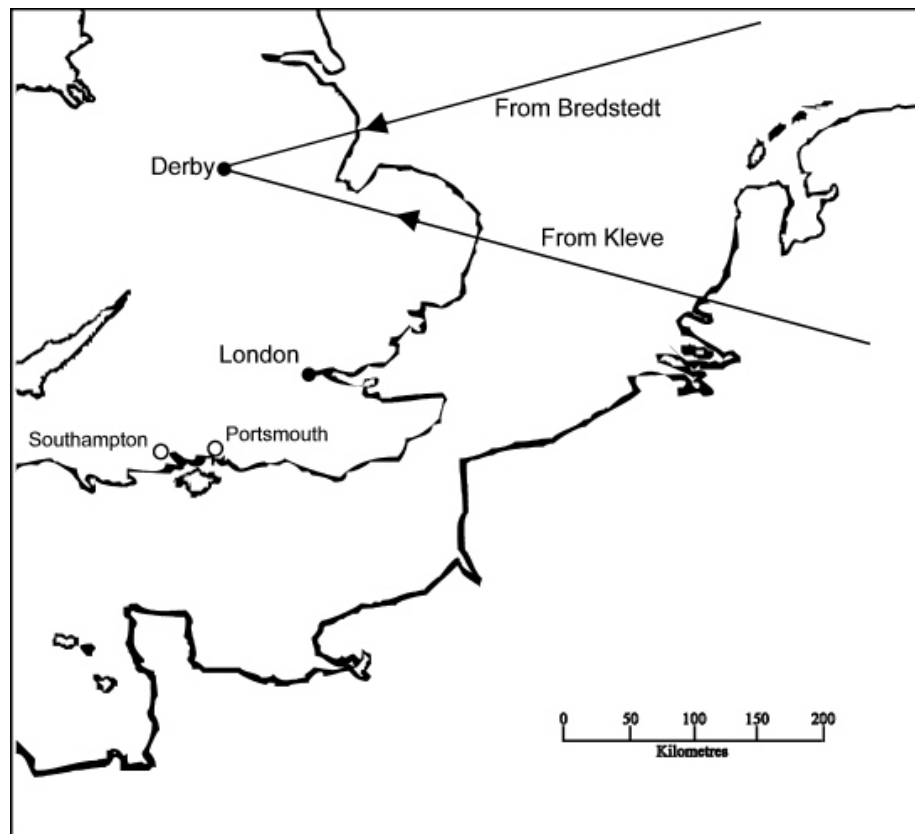 From Bredstedt
Derby
From Kleve
London
Southampton
Portsmouth
0 50 100 150 200
Kilometres